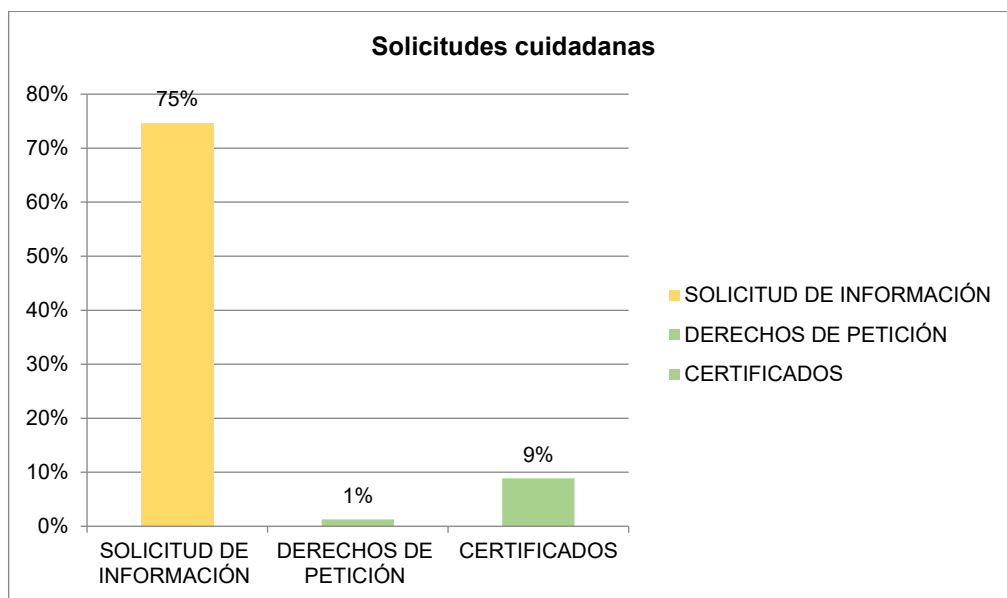 Solicitudes cuidadanas
80%
75%
70%
60%
50%
40%
30%
20%
10%
0%
1%
9%
SOLICITUD DE
INFORMACIÓN
DERECHOS DE
PETICIÓN
CERTIFICADOS
SOLICITUD DE INFORMACIÓN
DERECHOS DE PETICIÓN
CERTIFICADOS